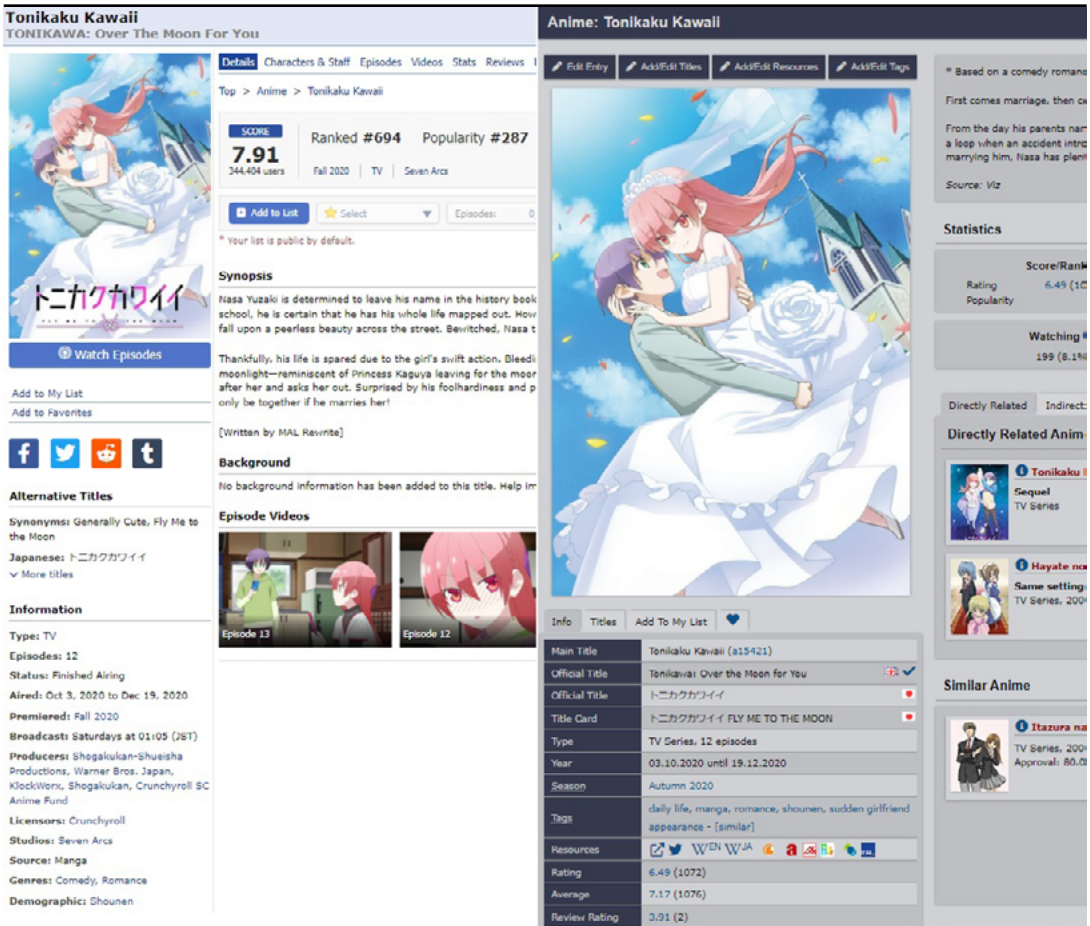 Tonikaku Kawaii
TONIKAWA: Over The Moon For You
トニカクカワイイ
FLY ME TO THE MOON
Watch Episodes
Add to My List
Add to Favorites
Alternative Titles
Synonyms: Generally Cute, Fly Me to
the Moon
Japanese: トニカクカワイイ
More titles
Information
Type: TV
Episodes: 12
Status: Finished Airing
Aired: Oct 3, 2020 to Dec 19, 2020
Premiered: Fall 2020
Broadcast: Saturdays at 01:05 (JST)
Producers: Shogakukan-Shueisha
Productions, Warner Bros. Japan,
KlockWorx, Shogakukan, Crunchyroll SC
Anime Fund
Licensors: Crunchyroll
Studios: Seven Arcs
Source: Manga
Genres: Comedy, Romance
Demographic: Shounen
Details Characters & Staff Episodes Videos Stats Reviews
Top > Anime > Tonikaku Kawaii
SCORE
7.91
344,404 users
Ranked #694 Popularity #287
Fall 2020 | TV | Seven Arcs
Add to List Select Episodes: 0
* Your list is public by default.
Synopsis
Nasa Yuzaki is determined to leave his name in the history book
school, he is certain that he has his whole life mapped out. How
fall upon a peerless beauty across the street. Bewitched, Nasa t
Thankfully, his life is spared due to the girl's swift action. Bleedi
moonlight—reminiscent of Princess Kaguya leaving for the moor
after her and asks her out. Surprised by his foolhardiness and p
only be together if he marries her!
[Written by MAL Rewrite]
Background
No background information has been added to this title. Help im
Episode Videos
Episode 13
Episode 12
Anime: Tonikaku Kawaii
Edit Entry Add/Edit Titles Add/Edit Resources Add/Edit Tags
Info Titles Add To My List
Main Title Tonikaku Kawaii (a15421)
Official Title Tonikawa: Over the Moon for You
Official Title トニカクカワイイ
Title Card トニカクカワイイ FLY ME TO THE MOON
Type TV Series, 12 episodes
Year 03.10.2020 until 19.12.2020
Season Autumn 2020
Tags daily life, manga, romance, shounen, sudden girlfriend
appearance - [similar]
Resources W EN W JA
Rating 6.49 (1072)
Average 7.17 (1076)
Review Rating 3.91 (2)
* Based on a comedy romance
First comes marriage, then
From the day his parents nam
a loop when an accident intro
marrying him, Nasa has plent
Source: Viz
Statistics
Score/Rank
Rating 6.49 (10
Popularity
Watching
199 (8.1%
Directly Related Indirect
Directly Related Anim
Tonikaku
Sequel
TV Series
Hayate no
Same setting
TV Series, 200
Similar Anime
Itazura na
TV Series, 200
Approval: 80.0